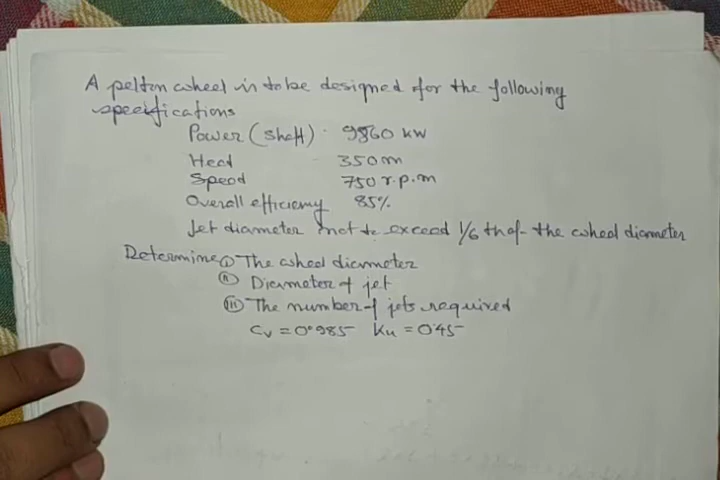 A pelton wheel is to be designed for the following
specifications
Power (shaft) 9560 kW
Head 350m
Speed 750 r.p.m
Overall efficiency 85%
Jet diameter not to exceed 1/6 th of the wheel diameter
Determine (i) The wheel diameter
(ii) Diameter of jet
(iii) The number of jets required
Cv = 0.985 Ku = 0.45